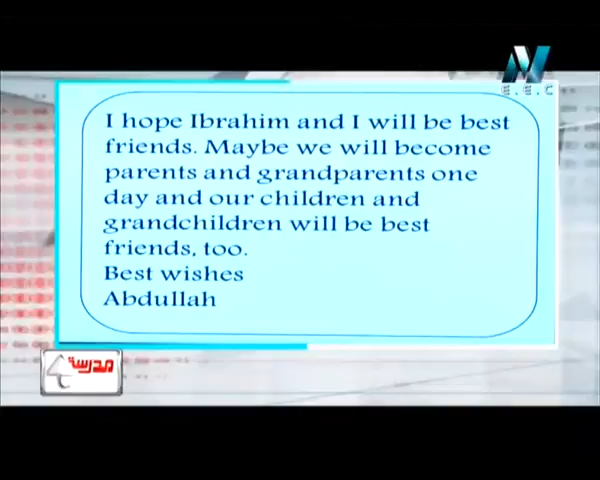 E.E.C
I hope Ibrahim and I will be best
friends. Maybe we will become
parents and grandparents one
day and our children and
grandchildren will be best
friends, too.
Best wishes
Abdullah
مدرسة